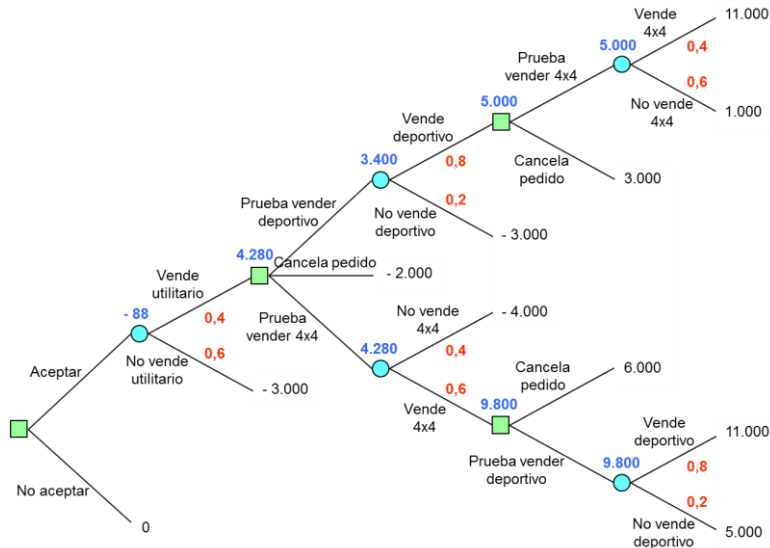 Vende
4x4
11.000
5.000
0,4
Prueba
vender 4x4
0,6
No vende
4x4
1.000
Vende
deportivo
5.000
3.400
0,8
Cancela
pedido
3.000
Prueba vender
deportivo
0,2
No vende
deportivo
- 3.000
4.280
Cancela pedido
- 2.000
Vende
utilitario
- 88
0,4
Prueba
vender 4x4
No vende
4x4
- 4.000
4.280
0,4
0,6
No vende
utilitario
- 3.000
Aceptar
0,6
Vende
4x4
9.800
Cancela
pedido
6.000
Prueba vender
deportivo
Vende
deportivo
11.000
9.800
0,8
0,2
No vende
deportivo
5.000
No aceptar
0